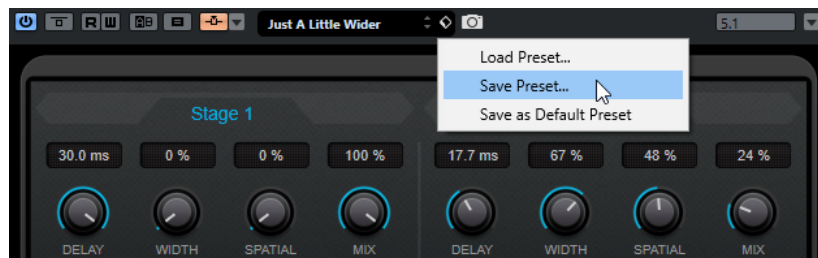 R W AB Just A Little Wider 5.1
Load Preset...
Save Preset...
Save as Default Preset
Stage 1
30.0 ms 0 % 0 % 100 % 17.7 ms 67 % 48 % 24 %
DELAY WIDTH SPATIAL MIX DELAY WIDTH SPATIAL MIX